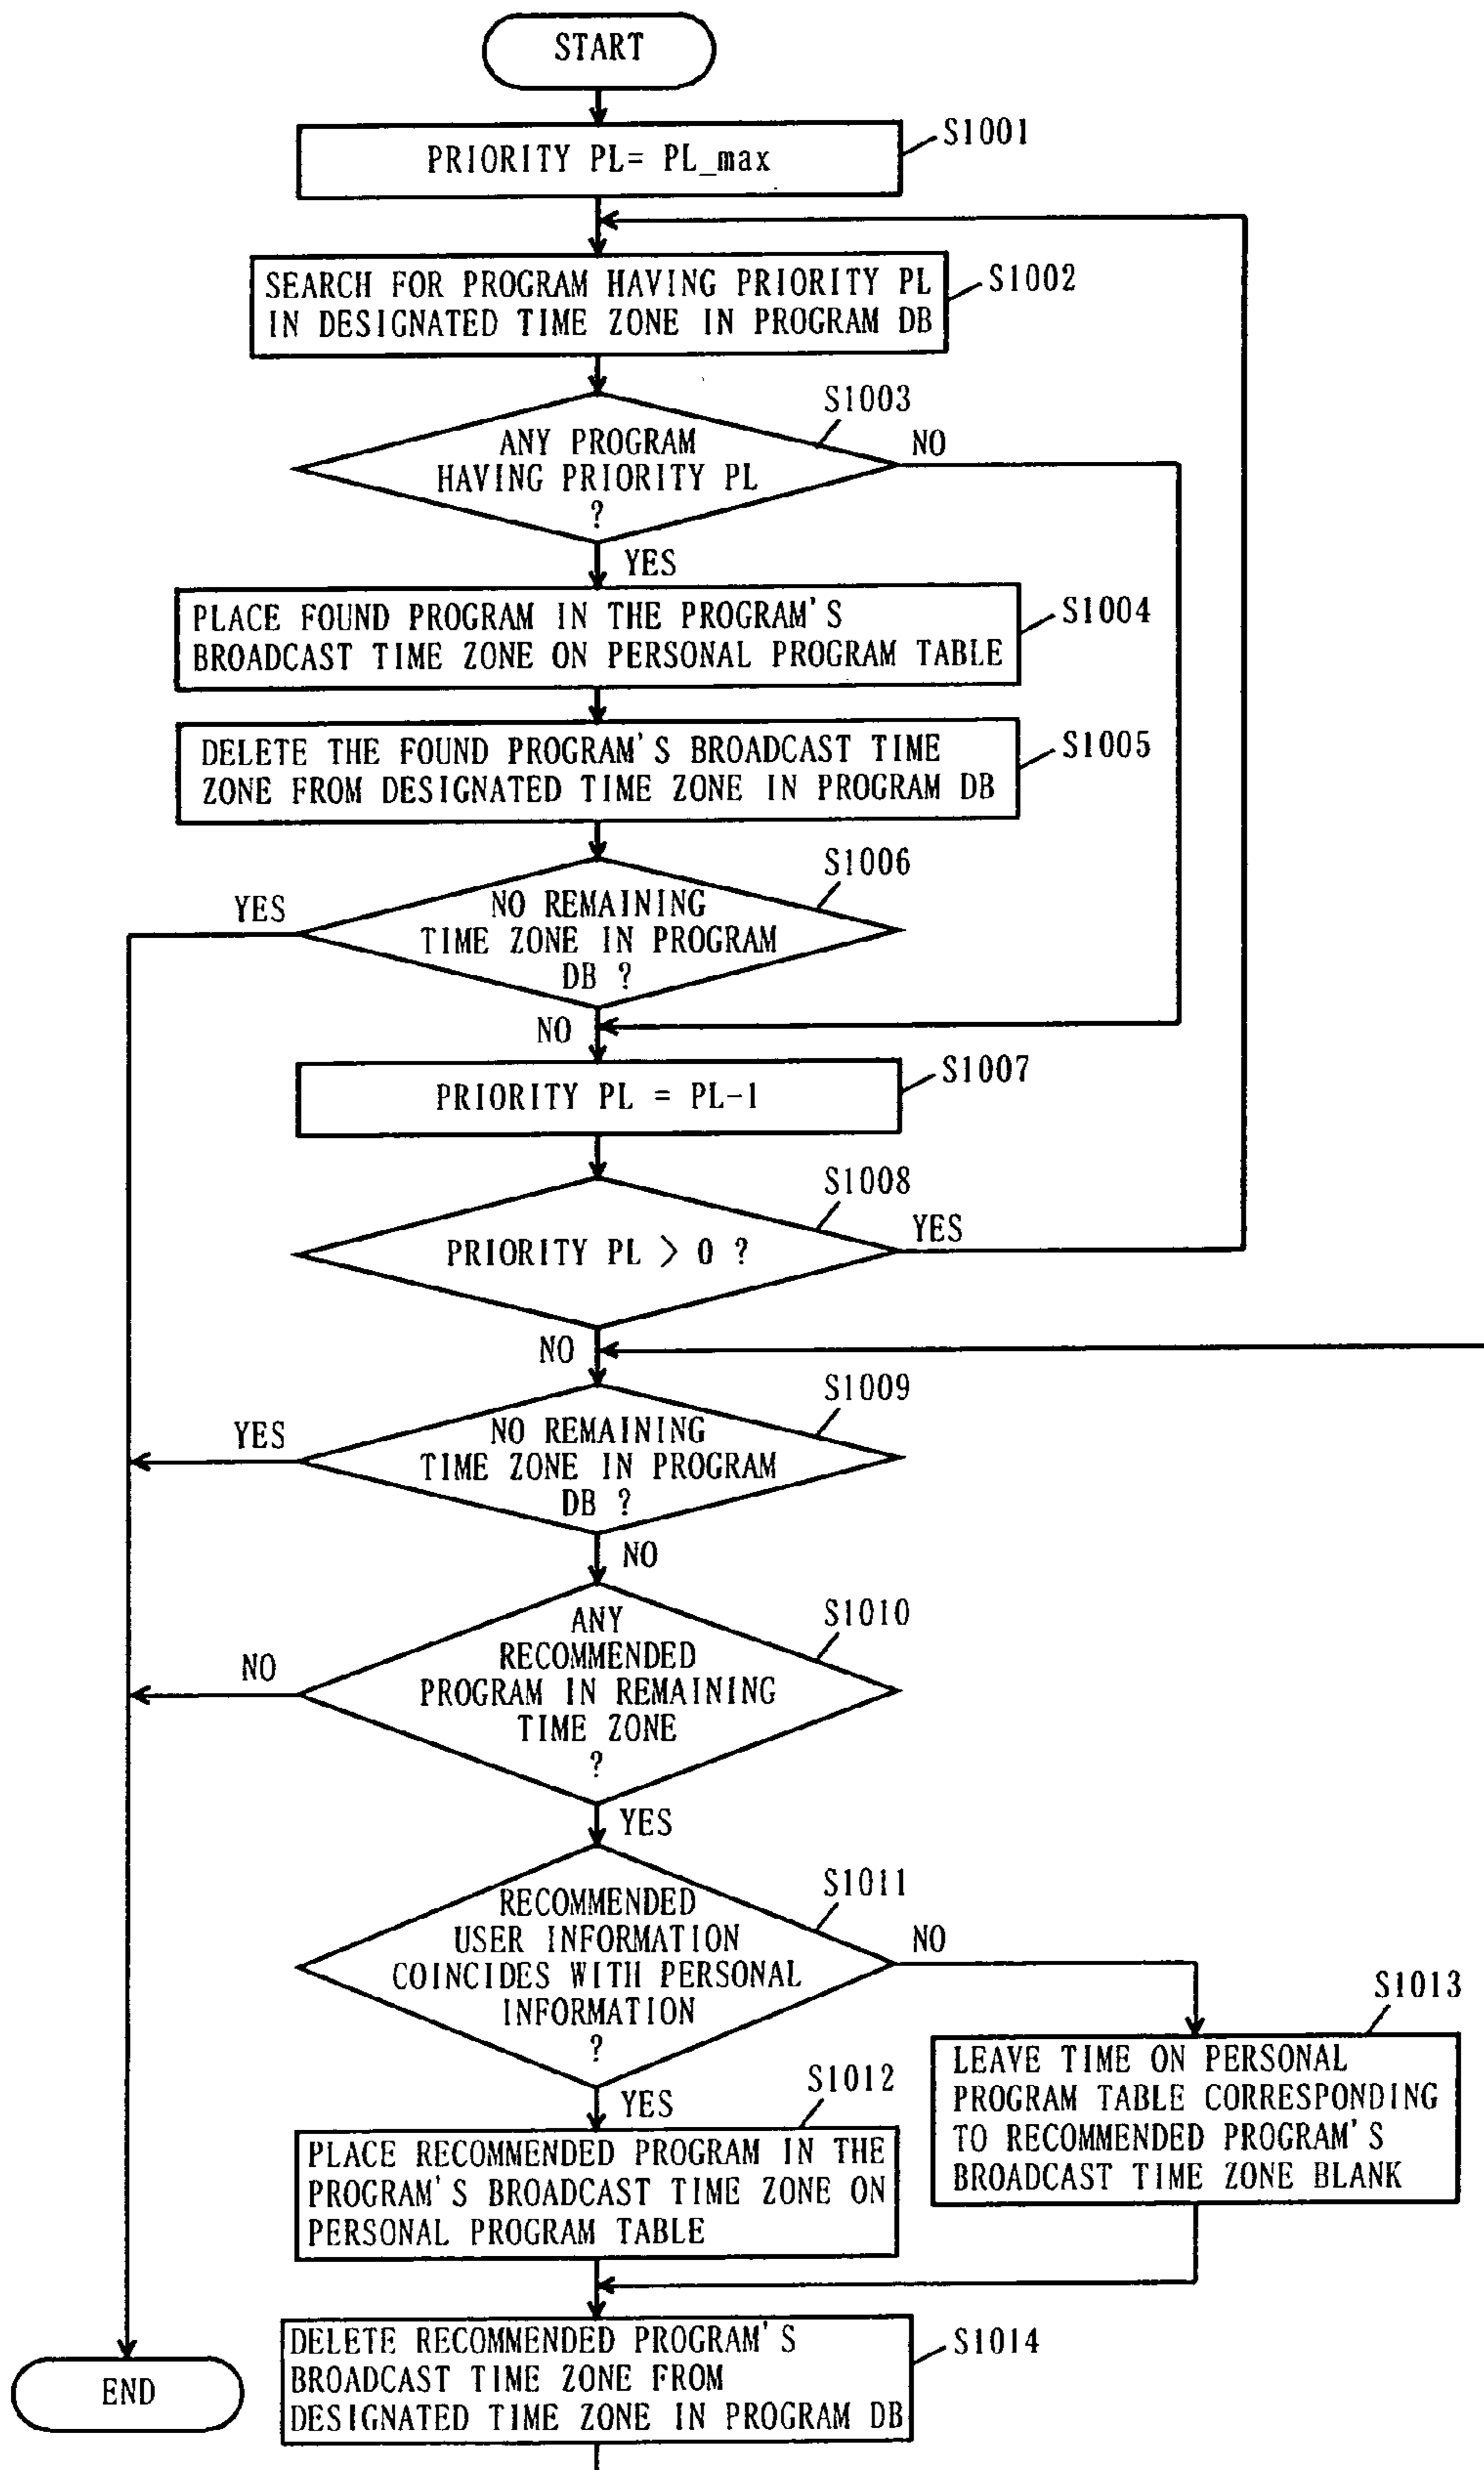 START
PRIORITY PL= PL_max
S1001
SEARCH FOR PROGRAM HAVING PRIORITY PL
IN DESIGNATED TIME ZONE IN PROGRAM DB
S1002
S1003
ANY PROGRAM
HAVING PRIORITY PL
?
NO
YES
PLACE FOUND PROGRAM IN THE PROGRAM'S
BROADCAST TIME ZONE ON PERSONAL PROGRAM TABLE
S1004
DELETE THE FOUND PROGRAM'S BROADCAST TIME
ZONE FROM DESIGNATED TIME ZONE IN PROGRAM DB
S1005
S1006
YES
NO REMAINING
TIME ZONE IN PROGRAM
DB ?
NO
PRIORITY PL = PL-1
S1007
S1008
PRIORITY PL > 0 ?
YES
NO
S1009
YES
NO REMAINING
TIME ZONE IN PROGRAM
DB ?
NO
S1010
ANY
RECOMMENDED
PROGRAM IN REMAINING
TIME ZONE
?
NO
YES
S1011
RECOMMENDED
USER INFORMATION
COINCIDES WITH PERSONAL
INFORMATION
?
NO
YES
S1013
LEAVE TIME ON PERSONAL
PROGRAM TABLE CORRESPONDING
TO RECOMMENDED PROGRAM'S
BROADCAST TIME ZONE BLANK
S1012
PLACE RECOMMENDED PROGRAM IN THE
PROGRAM'S BROADCAST TIME ZONE ON
PERSONAL PROGRAM TABLE
DELETE RECOMMENDED PROGRAM'S
BROADCAST TIME ZONE FROM
DESIGNATED TIME ZONE IN PROGRAM DB
S1014
END